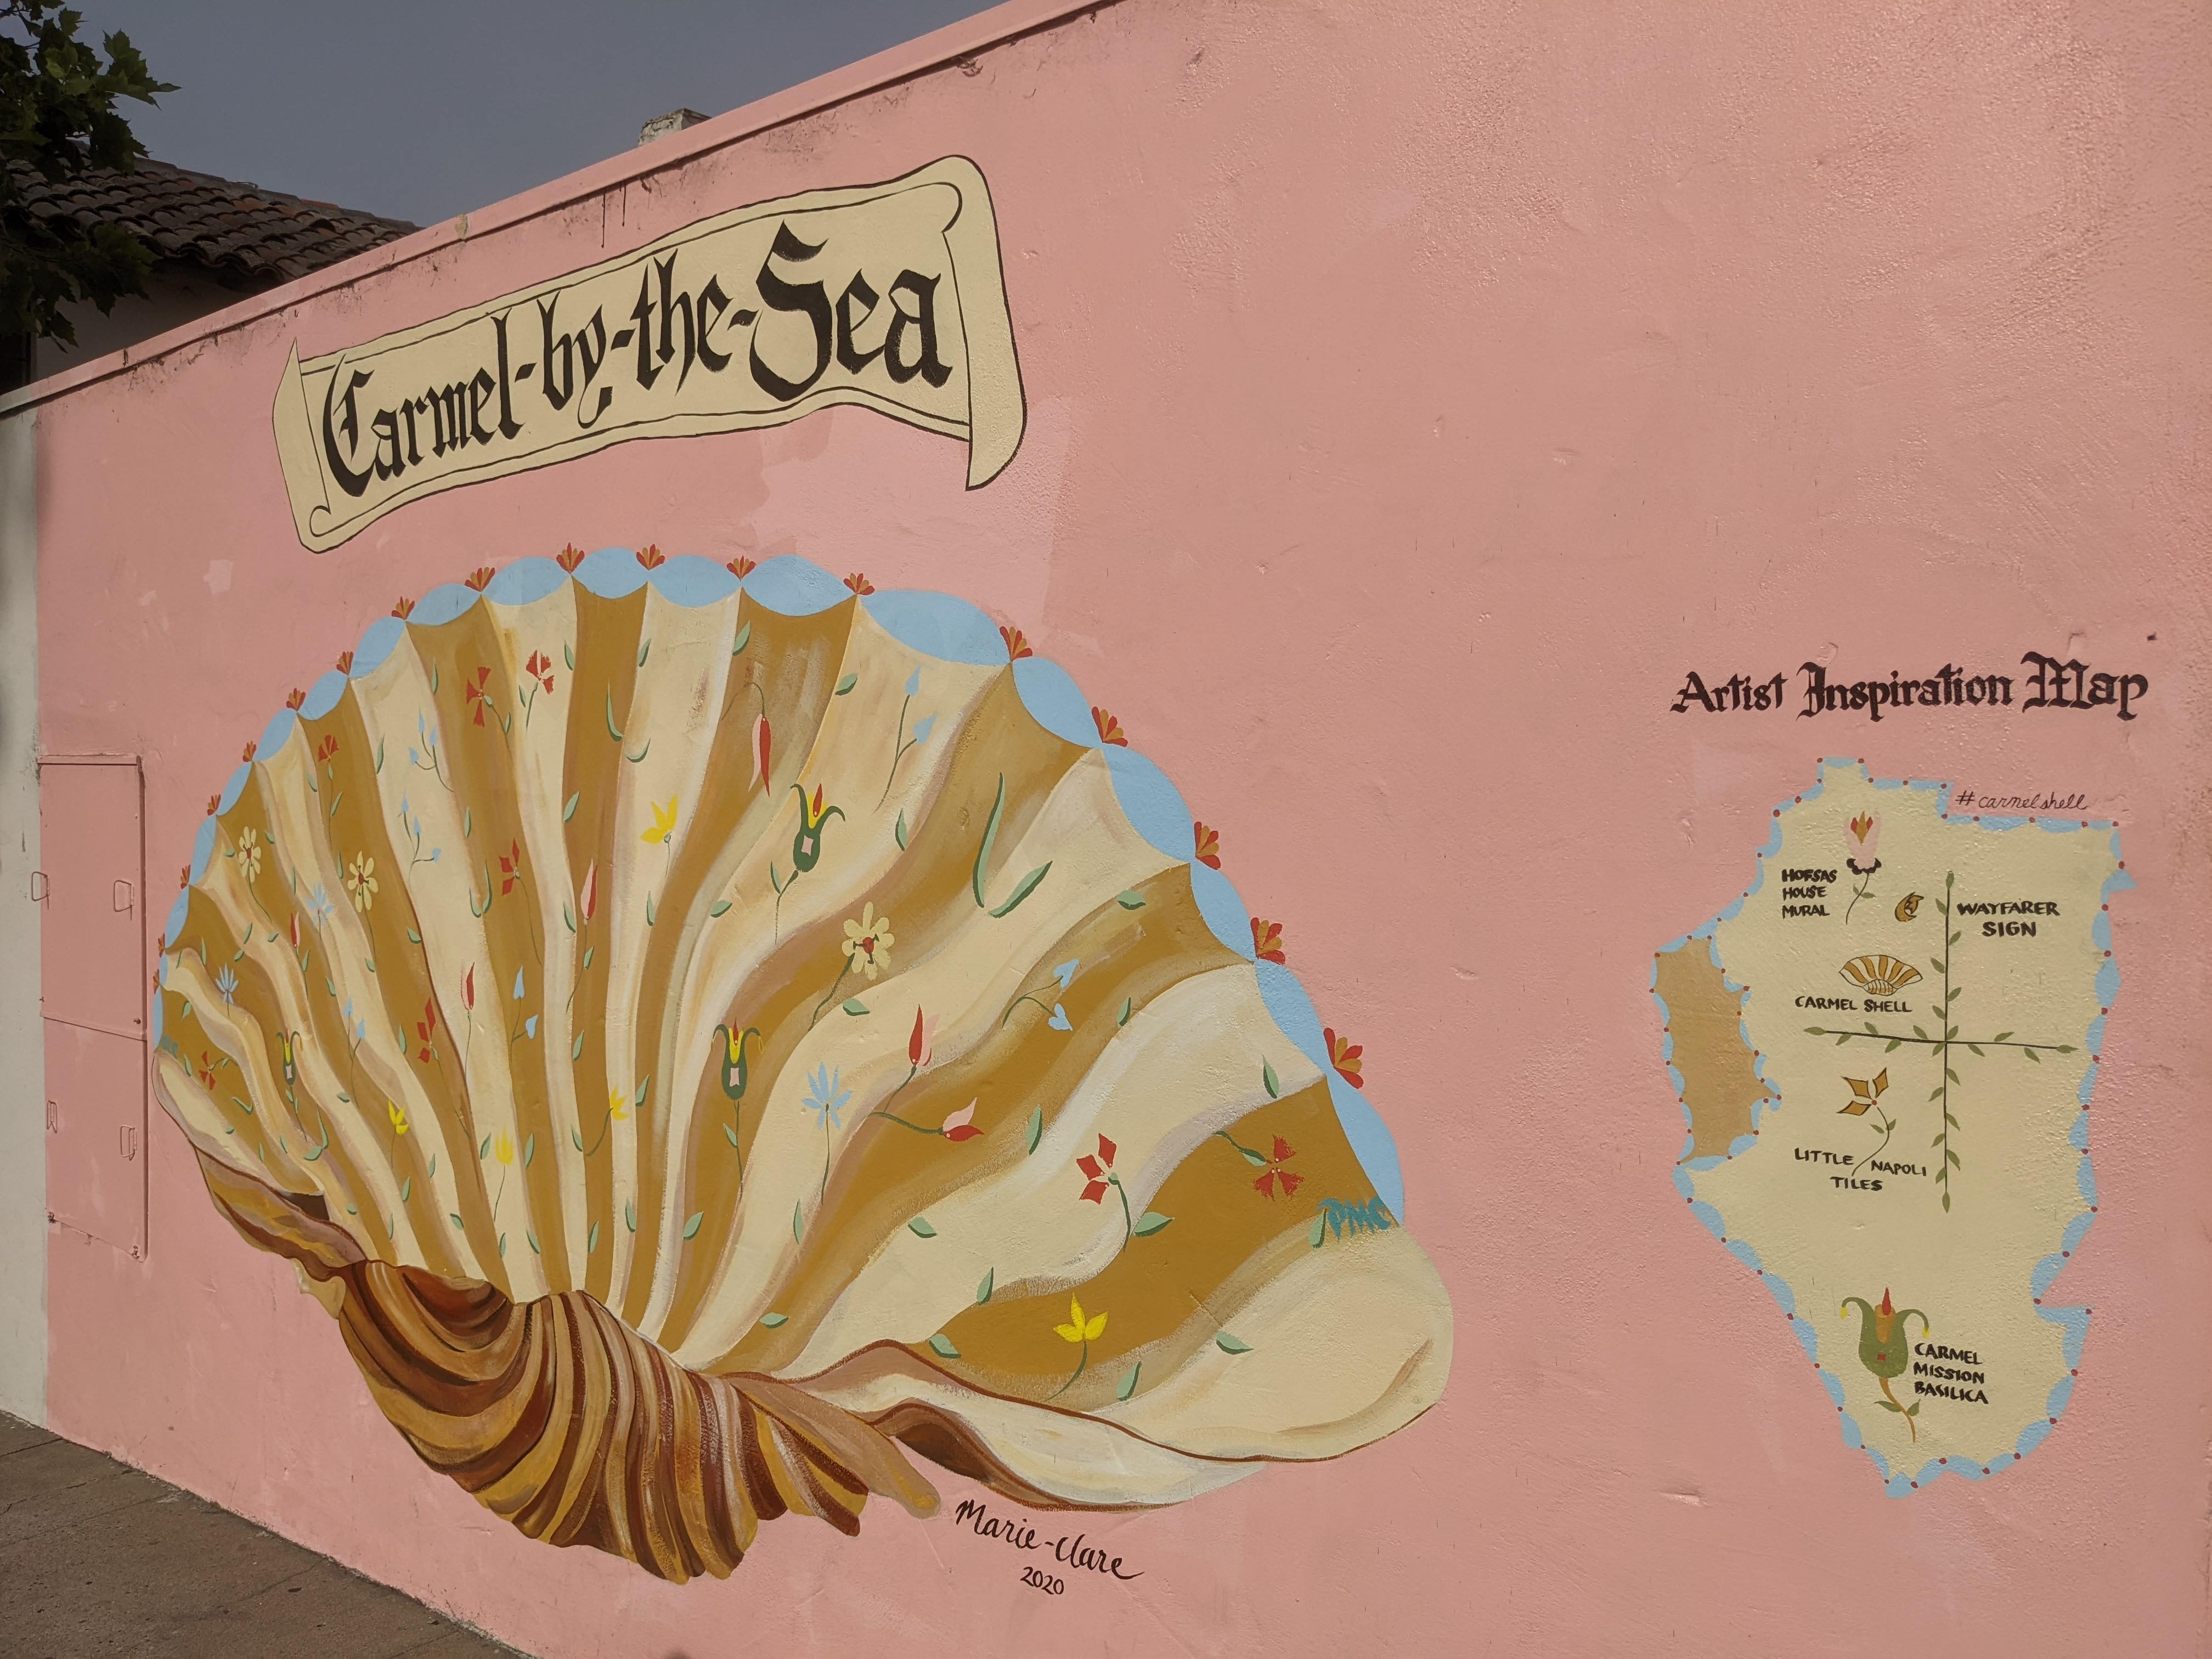 Carmel-by-the-Sea
Artist Inspiration Map
#carmelshell
HOFSAS
HOUSE
MURAL
WAYFARER
SIGN
CARMEL SHELL
LITTLE NAPOLI
TILES
CARMEL
MISSION
BASILICA
PMC
Marie-Clare
2020